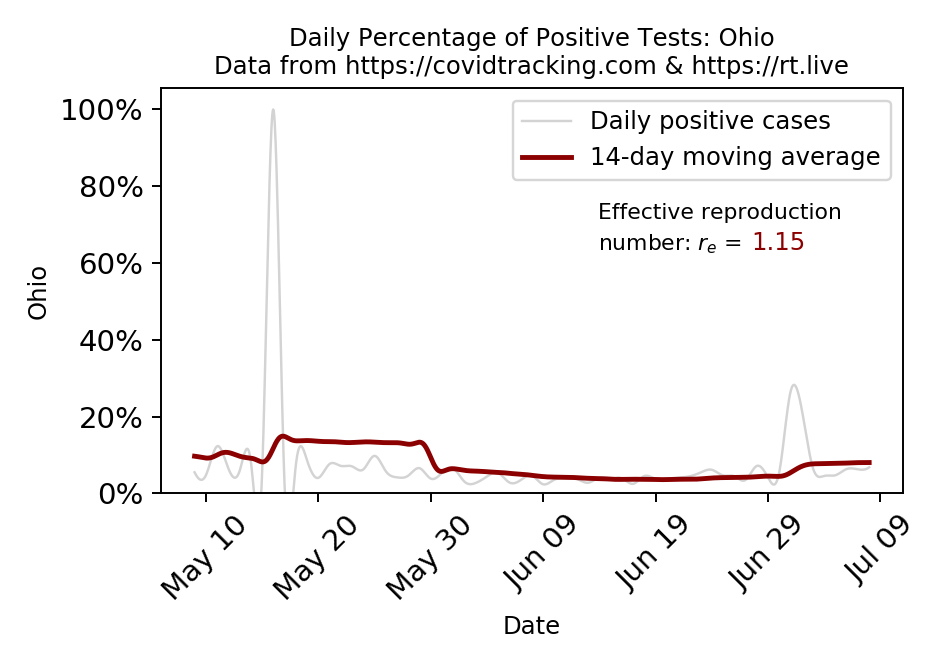 Daily Percentage of Positive Tests: Ohio
Data from https://covidtracking.com & https://rt.live
100%
80%
60%
40%
20%
0%
Ohio
Daily positive cases
14-day moving average
Effective reproduction
number: rₑ = 1.15
May 10
May 20
May 30
Jun 09
Jun 19
Jun 29
Jul 09
Date